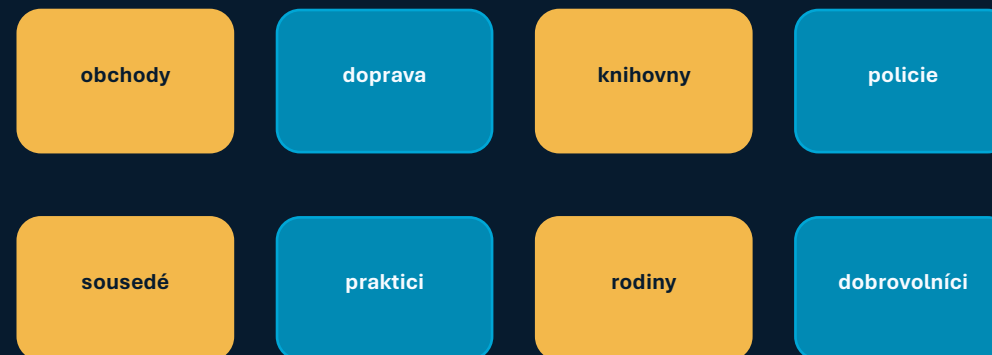 obchody
doprava
knihovny
policie
sousedé
praktici
rodiny
dobrovolníci